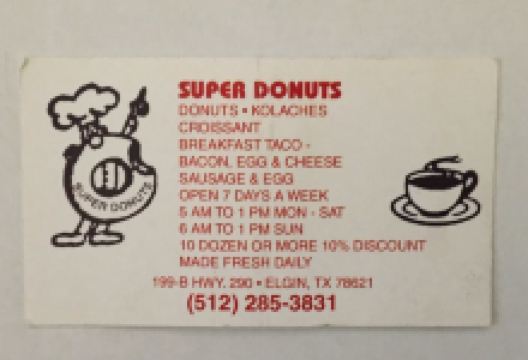 SUPER DONUTS
DONUTS • KOLACHES
CROISSANT
BREAKFAST TACO -
BACON, EGG & CHEESE
SAUSAGE & EGG
OPEN 7 DAYS A WEEK
5 AM TO 1 PM MON - SAT
6 AM TO 1 PM SUN
10 DOZEN OR MORE 10% DISCOUNT
MADE FRESH DAILY
199-B HWY. 290 • ELGIN, TX 78621
(512) 285-3831
SUPER DONUTS